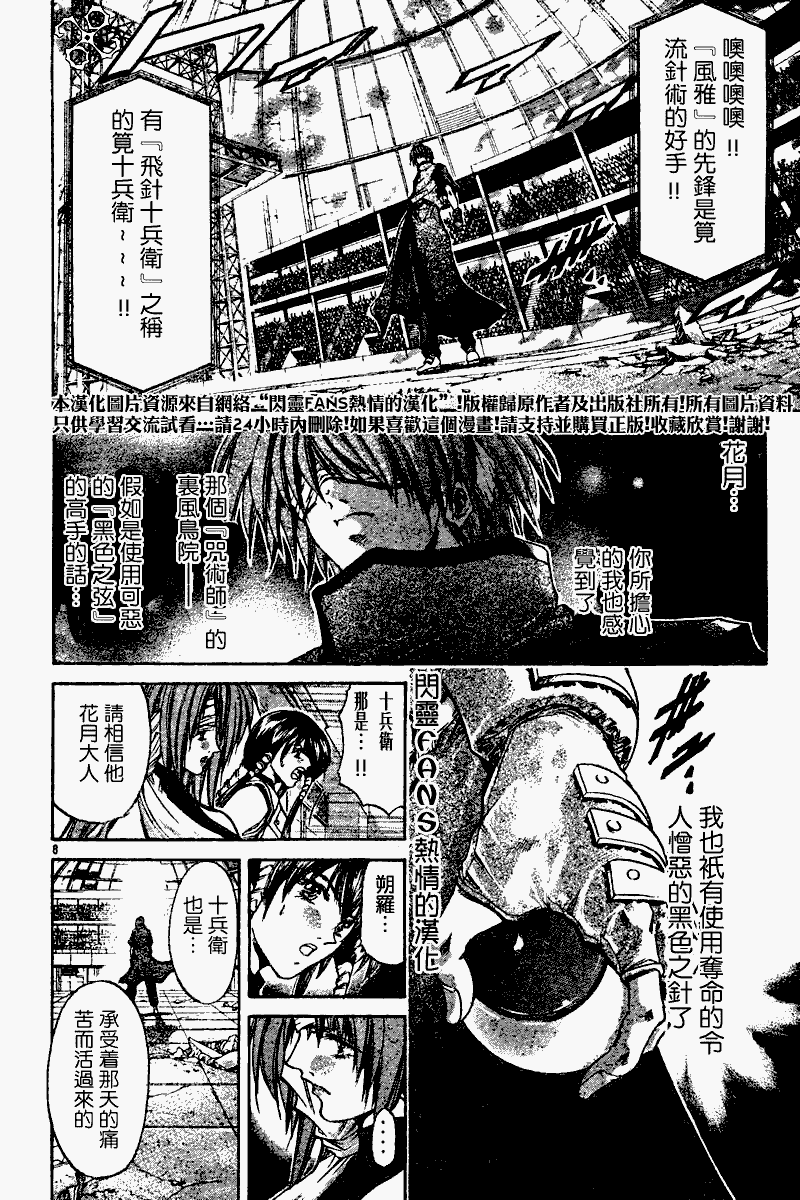 噢噢噢噢!!
『風雅』的先鋒是筧
流針術的好手!!
有『飛針十兵衛』之稱
的筧十兵衛~~~!!
本漢化圖片資源來自網絡--“閃靈FANS熱情的漢化”!版權歸原作者及出版社所有!所有圖片資料
只供學習交流試看---請24小時內刪除!如果喜歡這個漫畫!請支持並購買正版!收藏欣賞!謝謝!
花月…
你所擔心
的我也感
覺到了
那個『咒術師』的
裏風鳥院——
假如是使用可惡
的『黑色之弦』
的高手的話…
我也祇有使用奪命的令
人憎惡的黑色之針了
閃靈FANS熱情的漢化
十兵衛
那是…!!
請相信他
花月大人
8
朔羅…
十兵衛
也是…
承受着那天的痛
苦而活過來的
……